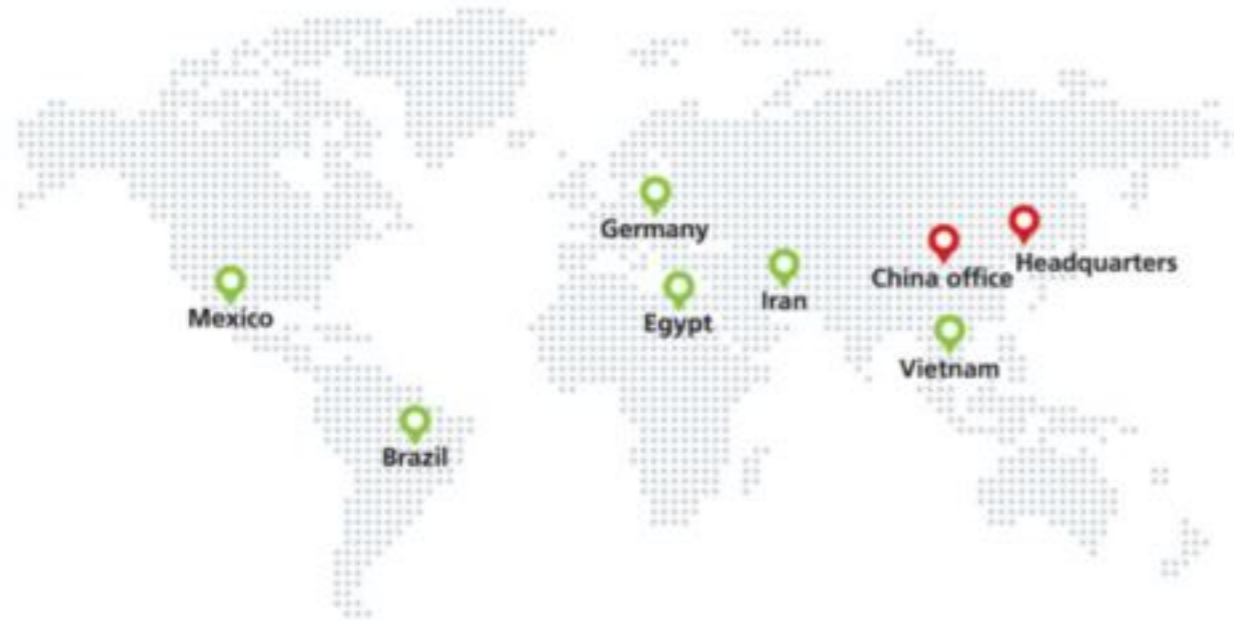 Germany
China office
Headquarters
Mexico
Egypt
Iran
Vietnam
Brazil